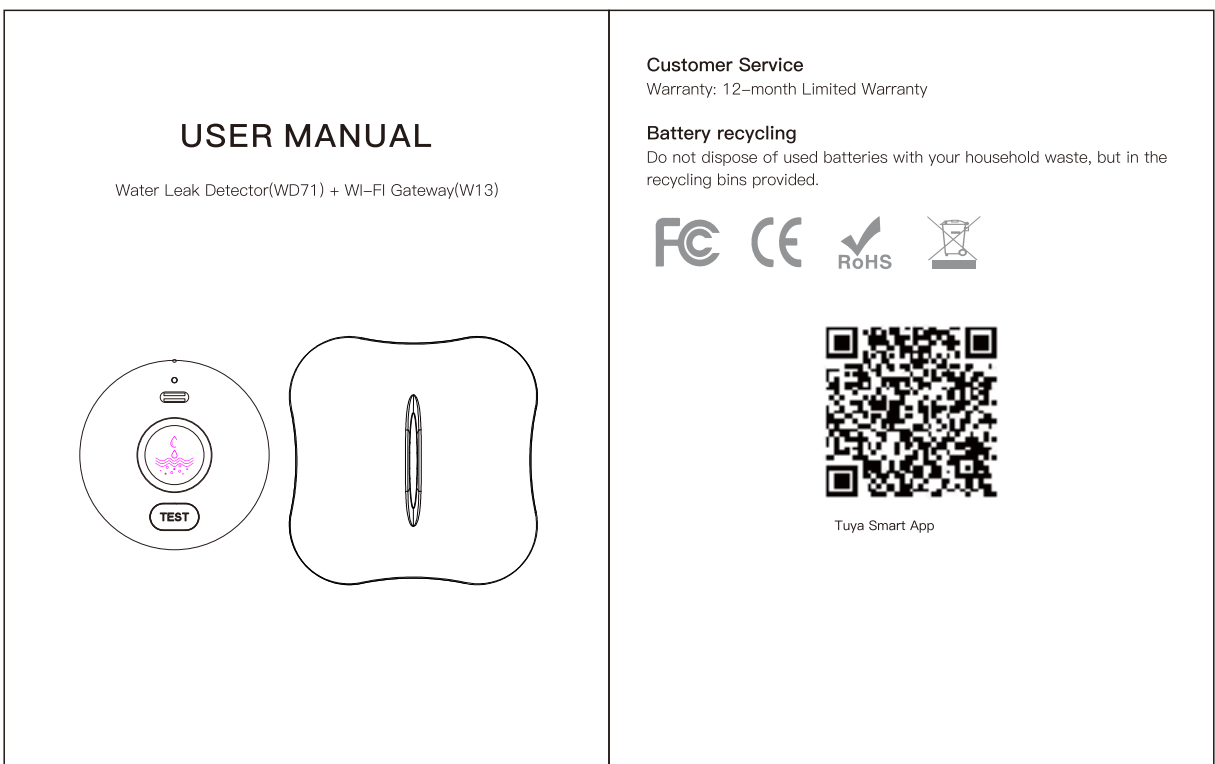 USER MANUAL
Water Leak Detector(WD71) + WI-FI Gateway(W13)
TEST
Customer Service
Warranty: 12-month Limited Warranty
Battery recycling
Do not dispose of used batteries with your household waste, but in the
recycling bins provided.
FC CE RoHS
Tuya Smart App